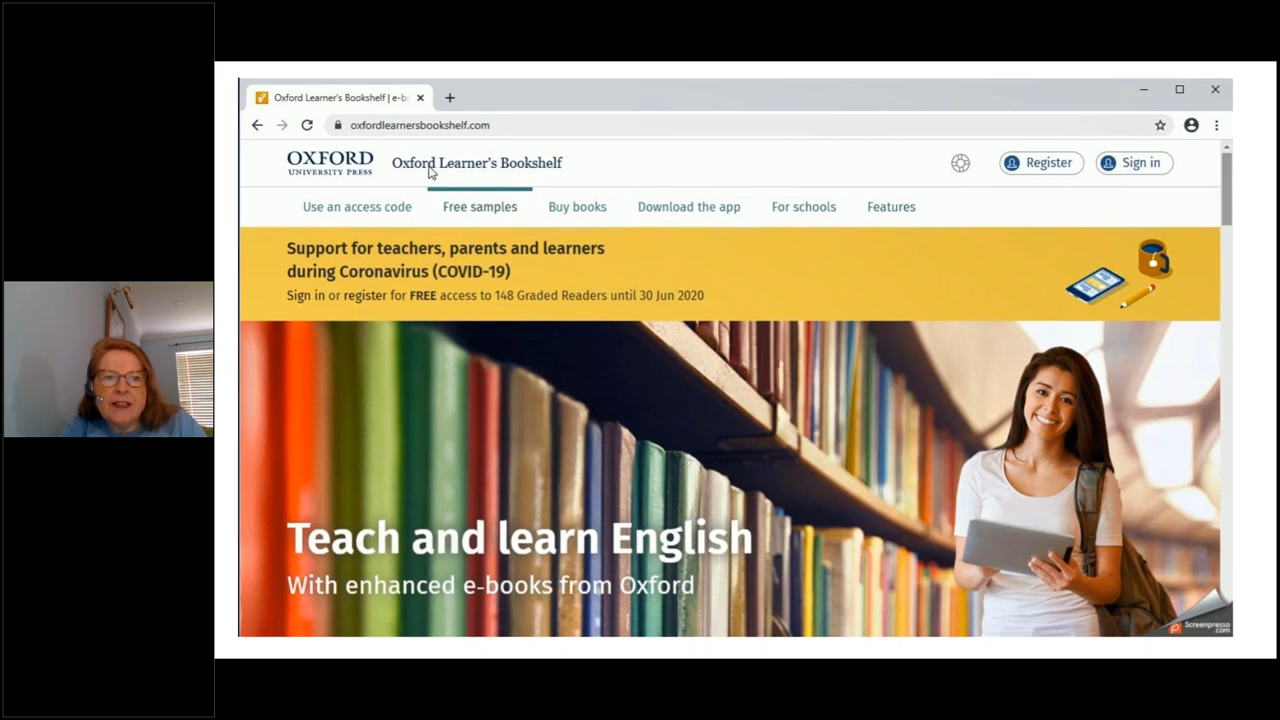 Oxford Learner's Bookshelf | e-b
oxfordlearnersbookshelf.com
OXFORD
UNIVERSITY PRESS
Oxford Learner's Bookshelf
Register
Sign in
Use an access code
Free samples
Buy books
Download the app
For schools
Features
Support for teachers, parents and learners
during Coronavirus (COVID-19)
Sign in or register for FREE access to 148 Graded Readers until 30 Jun 2020
Teach and learn English
With enhanced e-books from Oxford
Screenpresso
.com